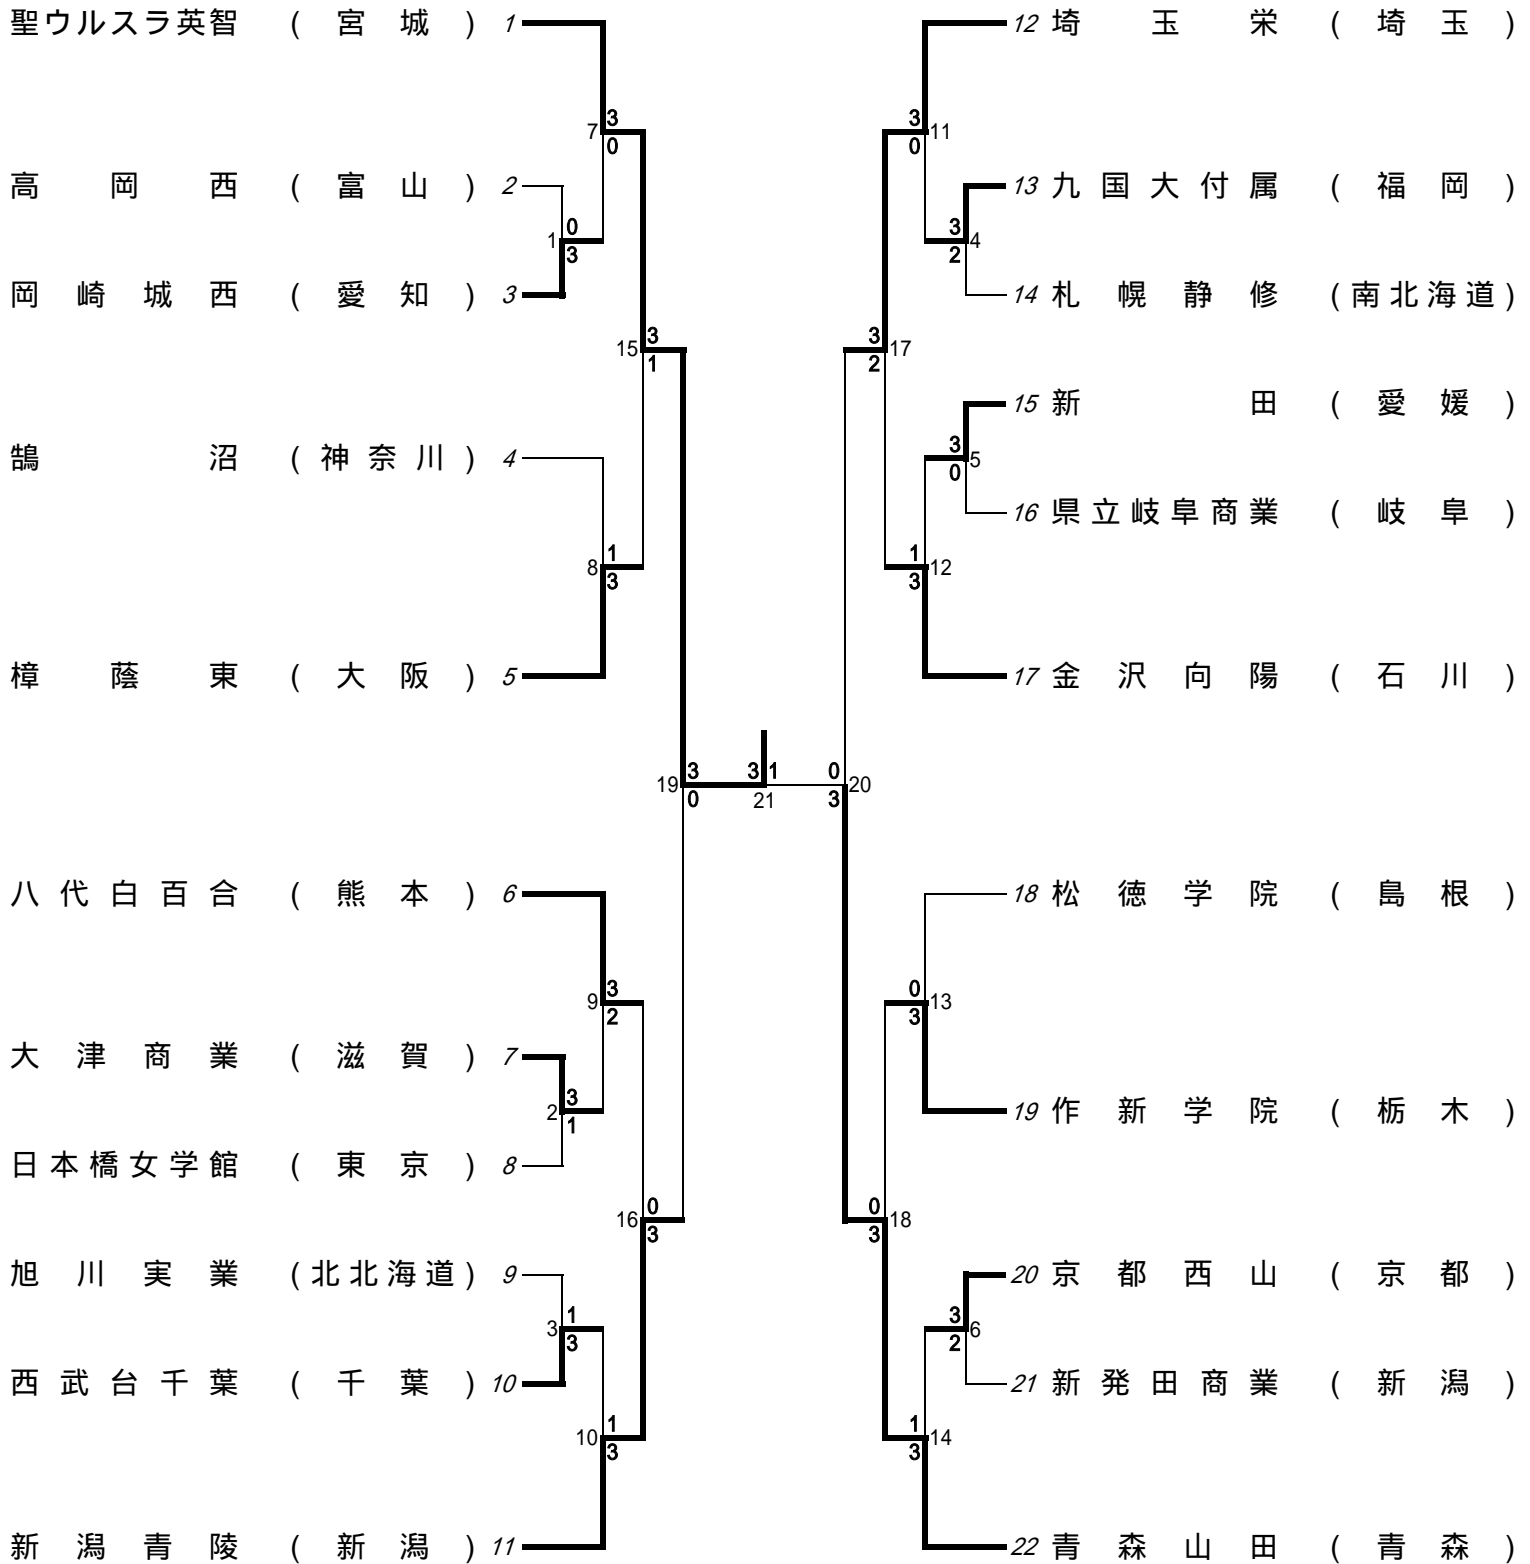 聖ウルスラ英智 ( 宮 城 ) 1
12 埼 玉 栄 ( 埼 玉 )
3
7
0
3
11
0
高 岡 西 ( 富 山 ) 2
13 九国大付属 ( 福 岡 )
0
1
3
3
4
2
岡 崎 城 西 ( 愛 知 ) 3
14 札 幌 静 修 (南北海道)
3
15
1
3
17
2
15 新 田 ( 愛 媛 )
鵠 沼 ( 神 奈 川 ) 4
3
5
0
16 県立岐阜商業 ( 岐 阜 )
1
8
3
1
12
3
樟 蔭 東 ( 大 阪 ) 5
17 金 沢 向 陽 ( 石 川 )
3 3 1 0
19 20
0 21 3
八代白百合 ( 熊 本 ) 6
18 松 徳 学 院 ( 島 根 )
3
9
2
0
13
3
大 津 商 業 ( 滋 賀 ) 7
3
2
1
19 作 新 学 院 ( 栃 木 )
日本橋女学館 ( 東 京 ) 8
0
16
3
0
18
3
旭 川 実 業 (北北海道) 9
20 京 都 西 山 ( 京 都 )
1
3
3
3
6
2
西武台千葉 ( 千 葉 ) 10
21 新発田商業 ( 新 潟 )
1
10
3
1
14
3
新 潟 青 陵 ( 新 潟 ) 11
22 青 森 山 田 ( 青 森 )